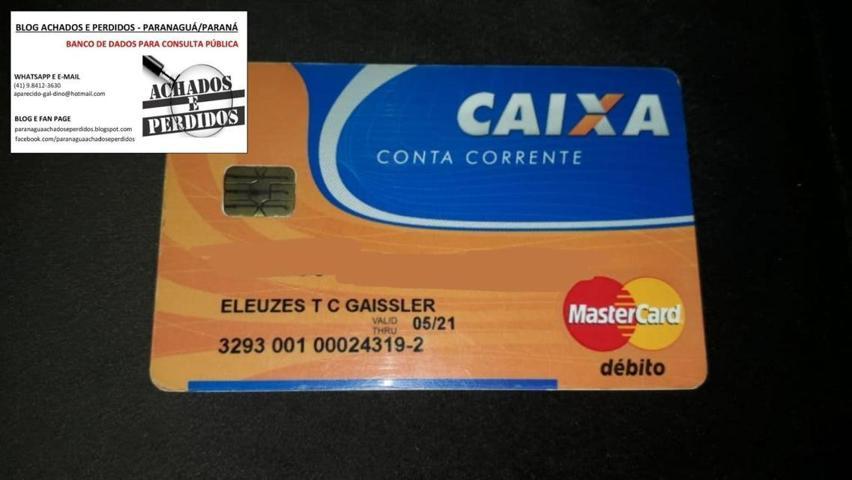 BLOG ACHADOS E PERDIDOS - PARANAGUÁ/PARANÁ
BANCO DE DADOS PARA CONSULTA PÚBLICA
WHATSAPP E E-MAIL
(41) 9.8412-3630
aparecido-gal-dino@hotmail.com
BLOG E FAN PAGE
paranaguaachadoseperdidos.blogspot.com
facebook.com/paranaguaachadoseperdidos
ACHADOS
E
PERDIDOS
CAIXA
CONTA CORRENTE
ELEUZES T C GAISSLER
VALID
THRU 05/21
3293 001 00024319-2
MasterCard
débito